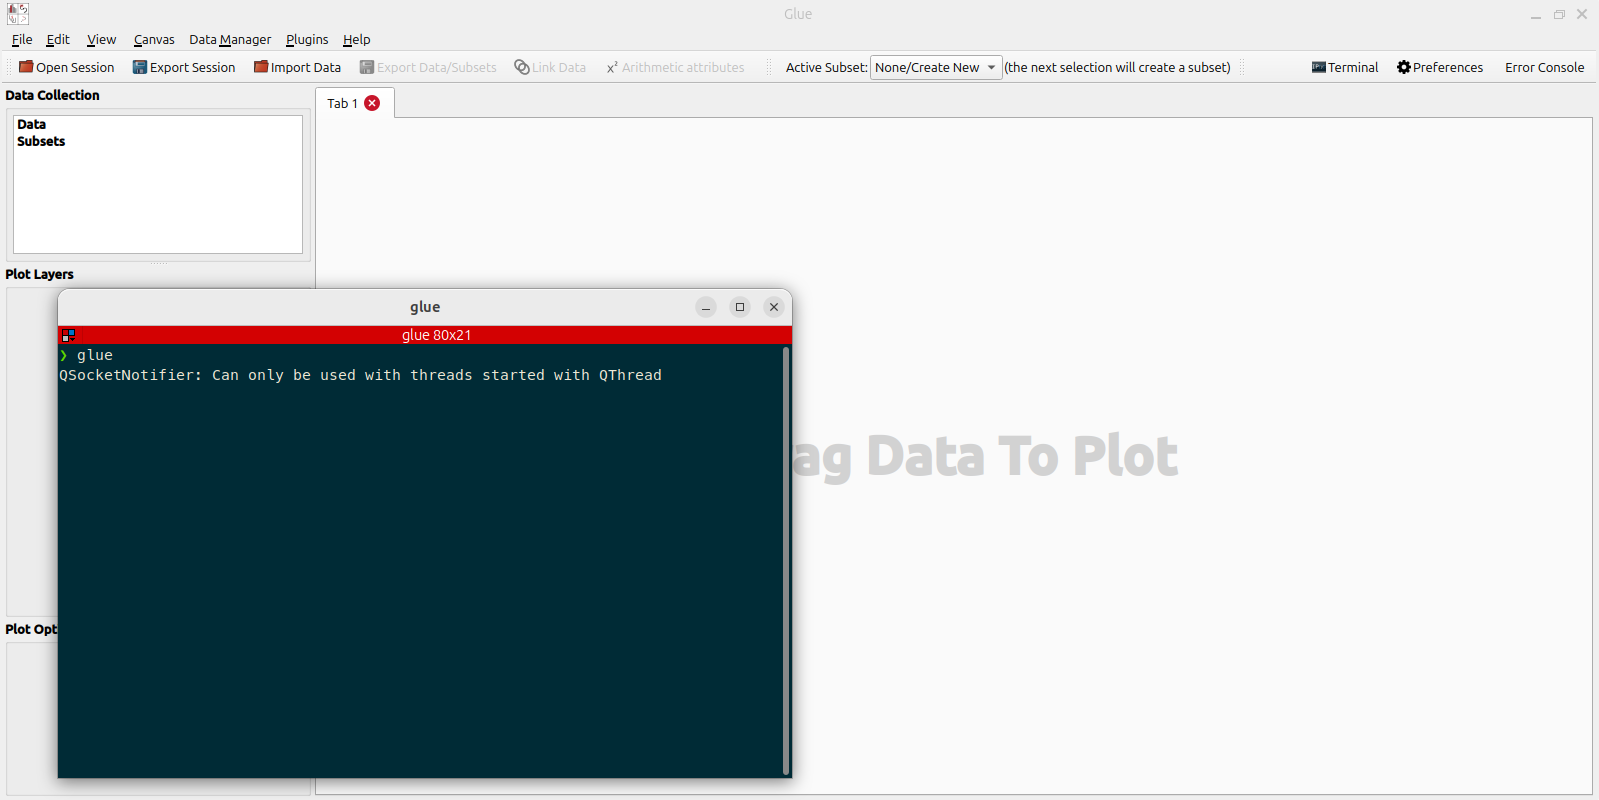 Glue
File Edit View Canvas Data Manager Plugins Help
Open Session Export Session Import Data Export Data/Subsets Link Data x² Arithmetic attributes Active Subset: None/Create New (the next selection will create a subset) Terminal Preferences Error Console
Data Collection
Tab 1
Data
Subsets
Plot Layers
glue
glue 80x21
❯ glue
QSocketNotifier: Can only be used with threads started with QThread
ag Data To Plot
Plot Opt